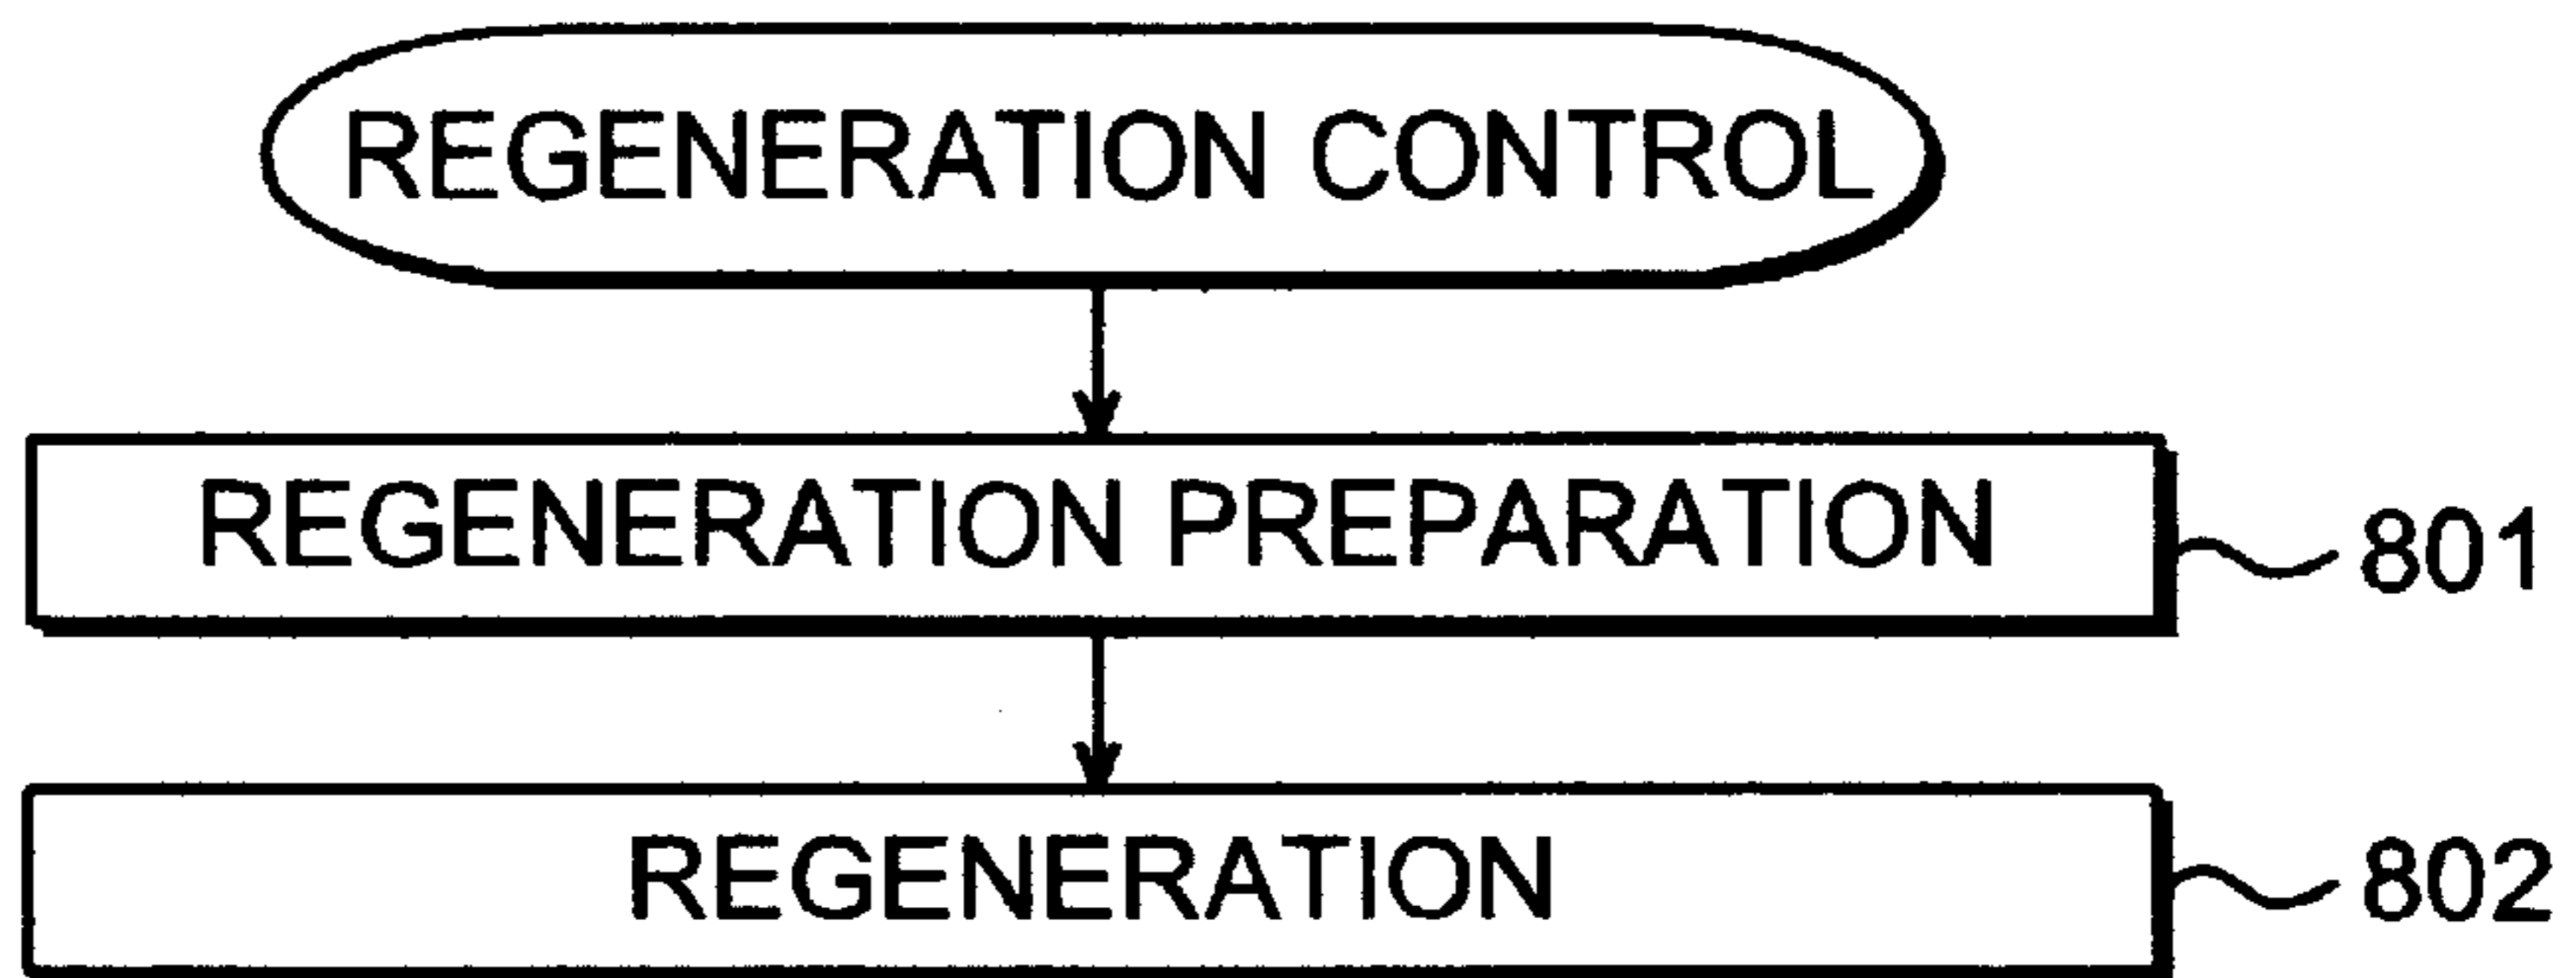 REGENERATION CONTROL
REGENERATION PREPARATION
801
REGENERATION
802